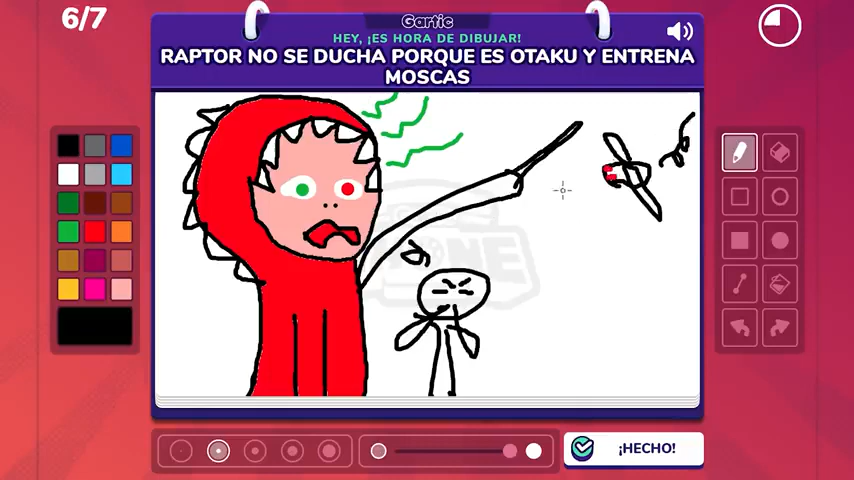 6/7
Gartic
HEY, ¡ES HORA DE DIBUJAR!
RAPTOR NO SE DUCHA PORQUE ES OTAKU Y ENTRENA
MOSCAS
¡HECHO!